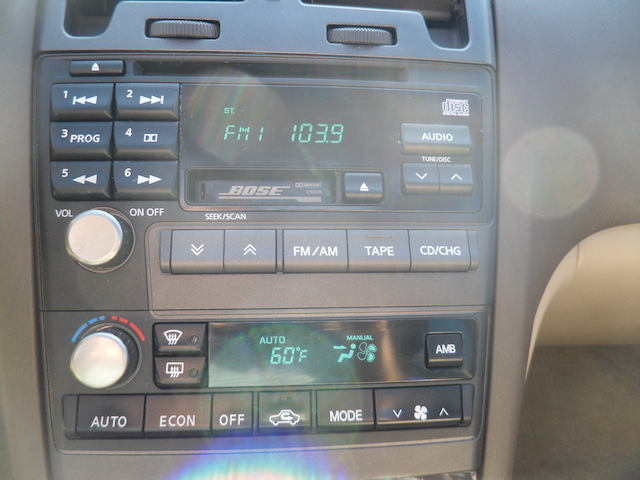 1 2
ST.
disc
FM1 103.9
3 PROG 4
AUDIO
TUNE/DISC
5 6
BOSE
VOL ON OFF
SEEK/SCAN
FM/AM TAPE CD/CHG
AUTO MANUAL
60°F
AMB
AUTO ECON OFF MODE